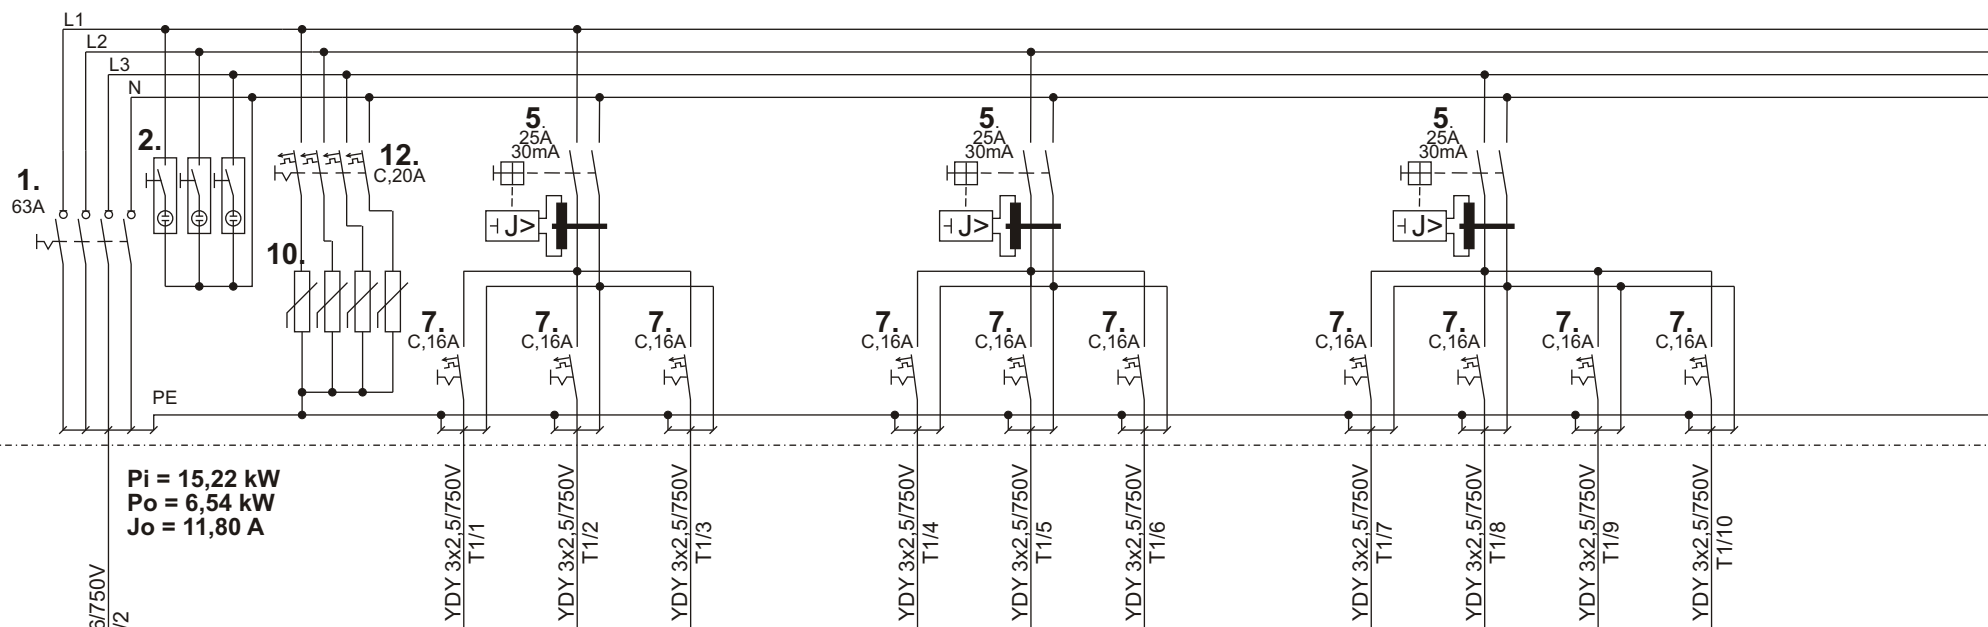 L1
L2
L3
N
1.
63A
2.
12.
C,20A
10.
5.
25A
30mA
J>
5.
25A
30mA
J>
5.
25A
30mA
J>
7.
C,16A
7.
C,16A
7.
C,16A
7.
C,16A
7.
C,16A
7.
C,16A
7.
C,16A
7.
C,16A
7.
C,16A
7.
C,16A
PE
Pi = 15,22 kW
Po = 6,54 kW
Jo = 11,80 A
6/750V
/2
YDY 3x2,5/750V
T1/1
YDY 3x2,5/750V
T1/2
YDY 3x2,5/750V
T1/3
YDY 3x2,5/750V
T1/4
YDY 3x2,5/750V
T1/5
YDY 3x2,5/750V
T1/6
YDY 3x2,5/750V
T1/7
YDY 3x2,5/750V
T1/8
YDY 3x2,5/750V
T1/9
YDY 3x2,5/750V
T1/10